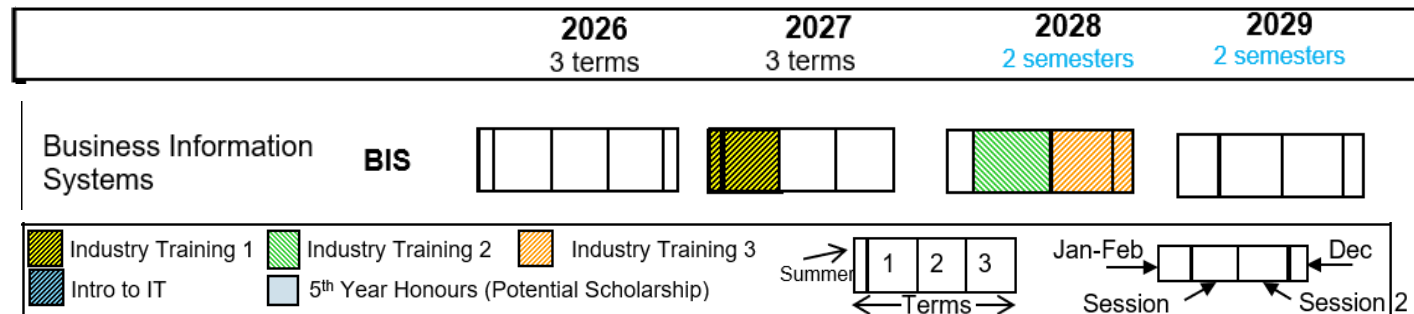 2026 2027 2028 2029
3 terms 3 terms 2 semesters 2 semesters
Business Information
Systems
BIS
Industry Training 1 Industry Training 2 Industry Training 3
Intro to IT 5th Year Honours (Potential Scholarship)
Summer 1 2 3
Terms
Jan-Feb Dec
Session Session 2